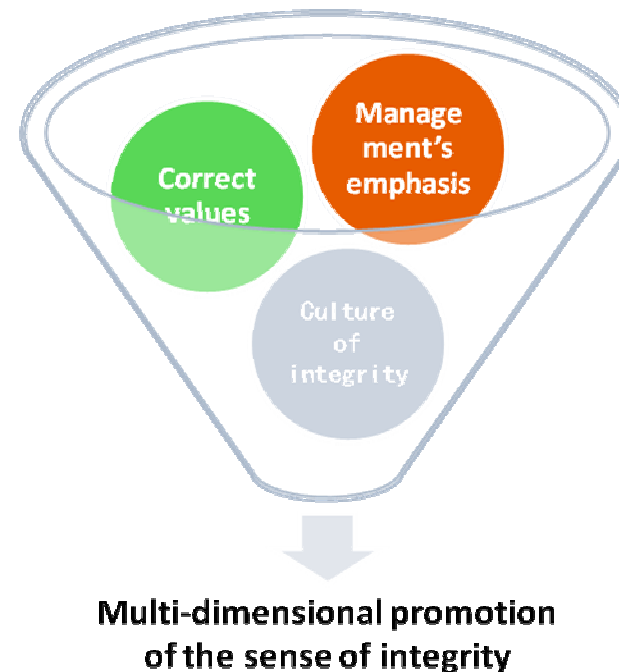 Manage
ment's
emphasis
Correct
values
Culture
of
integrity
Multi-dimensional promotion
of the sense of integrity